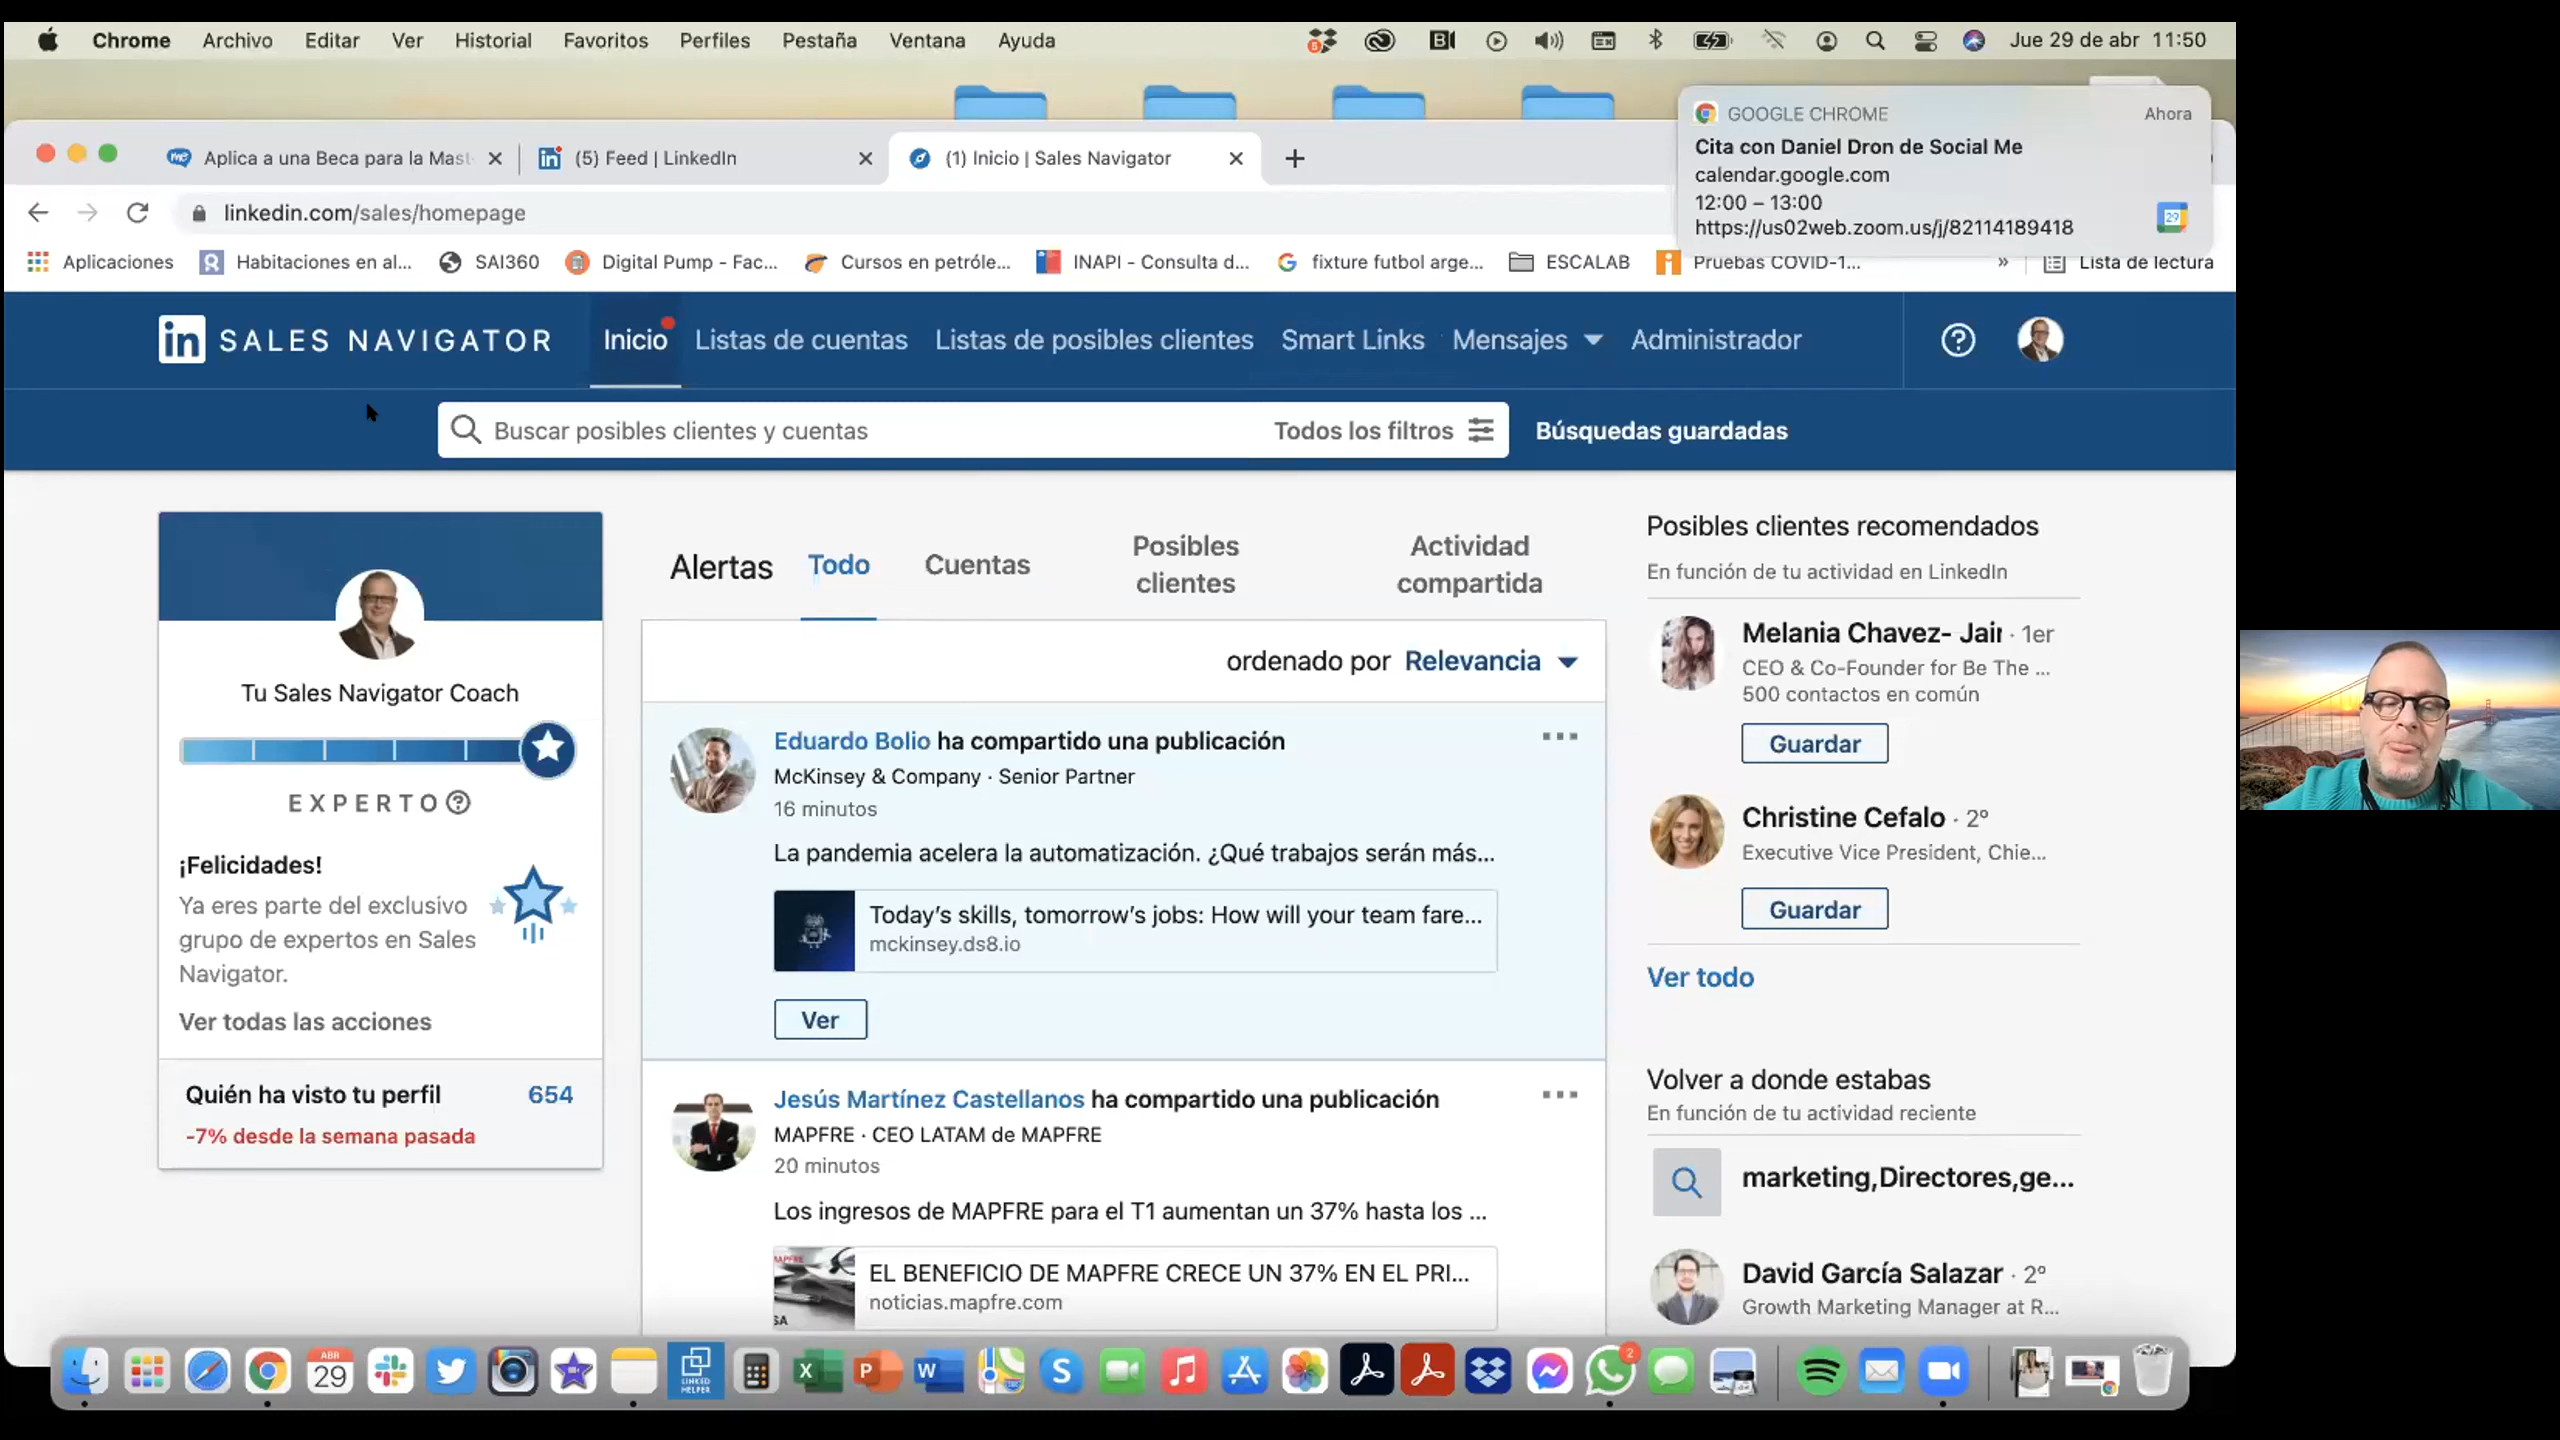 Chrome Archivo Editar Ver Historial Favoritos Perfiles Pestaña Ventana Ayuda
Jue 29 de abr 11:50
GOOGLE CHROME Ahora
Cita con Daniel Dron de Social Me
calendar.google.com
12:00 – 13:00
https://us02web.zoom.us/j/82114189418
29
Aplica a una Beca para la Mast
(5) Feed | LinkedIn
(1) Inicio | Sales Navigator
linkedin.com/sales/homepage
Aplicaciones
Habitaciones en al...
SAI360
Digital Pump - Fac...
Cursos en petróle...
INAPI - Consulta d...
fixture futbol arge...
ESCALAB
Pruebas COVID-1...
»
Lista de lectura
in SALES NAVIGATOR
Inicio
Listas de cuentas
Listas de posibles clientes
Smart Links
Mensajes
Administrador
Buscar posibles clientes y cuentas
Todos los filtros
Búsquedas guardadas
Tu Sales Navigator Coach
EXPERTO
¡Felicidades!
Ya eres parte del exclusivo
grupo de expertos en Sales
Navigator.
Ver todas las acciones
Quién ha visto tu perfil 654
-7% desde la semana pasada
Alertas
Todo
Cuentas
Posibles
clientes
Actividad
compartida
ordenado por Relevancia
Eduardo Bolio ha compartido una publicación
McKinsey & Company · Senior Partner
16 minutos
La pandemia acelera la automatización. ¿Qué trabajos serán más...
Today’s skills, tomorrow’s jobs: How will your team fare...
mckinsey.ds8.io
Ver
Jesús Martínez Castellanos ha compartido una publicación
MAPFRE · CEO LATAM de MAPFRE
20 minutos
Los ingresos de MAPFRE para el T1 aumentan un 37% hasta los ...
EL BENEFICIO DE MAPFRE CRECE UN 37% EN EL PRI...
noticias.mapfre.com
Posibles clientes recomendados
En función de tu actividad en LinkedIn
Melania Chavez- Jair · 1er
CEO & Co-Founder for Be The ...
500 contactos en común
Guardar
Christine Cefalo · 2º
Executive Vice President, Chie...
Guardar
Ver todo
Volver a donde estabas
En función de tu actividad reciente
marketing,Directores,ge...
David García Salazar · 2º
Growth Marketing Manager at R...
ABR
29
LINKED
HELPER
X
P
W
S
2